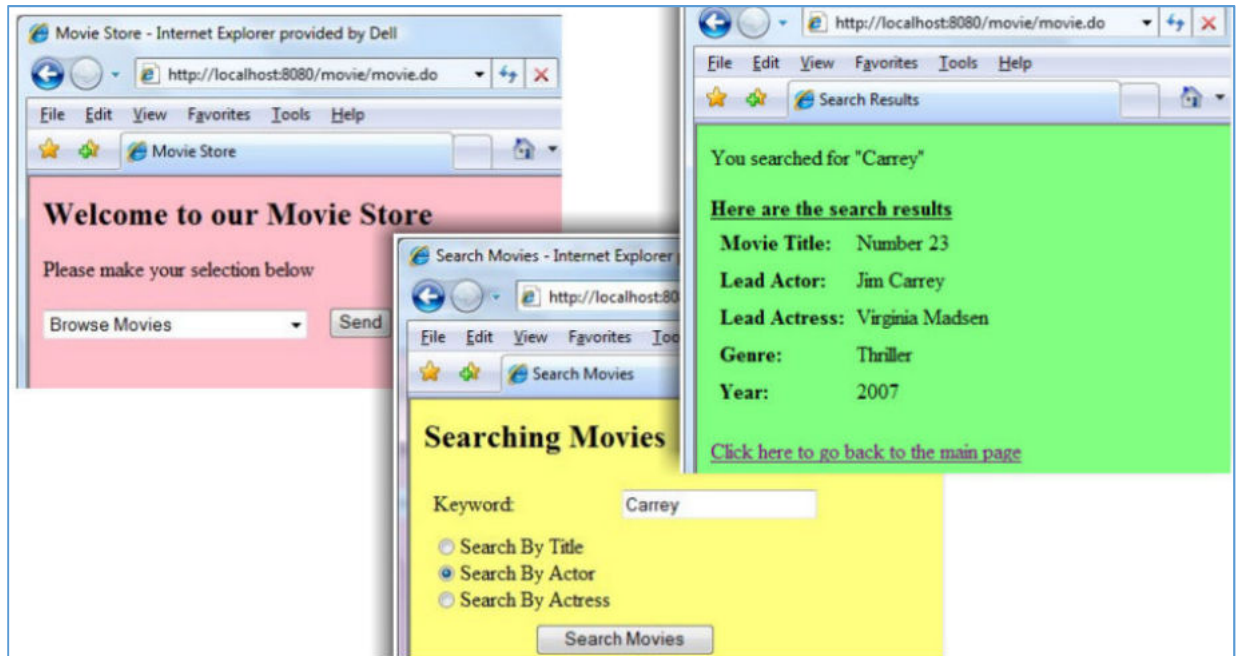 Movie Store - Internet Explorer provided by Dell
http://localhost:8080/movie/movie.do
File Edit View Favorites Tools Help
Movie Store
Welcome to our Movie Store
Please make your selection below
Browse Movies Send
Search Movies - Internet Explorer
http://localhost:80
File Edit View Favorites Too
Search Movies
Searching Movies
Keyword: Carrey
Search By Title
Search By Actor
Search By Actress
Search Movies
http://localhost:8080/movie/movie.do
File Edit View Favorites Tools Help
Search Results
You searched for "Carrey"
Here are the search results
Movie Title: Number 23
Lead Actor: Jim Carrey
Lead Actress: Virginia Madsen
Genre: Thriller
Year: 2007
Click here to go back to the main page